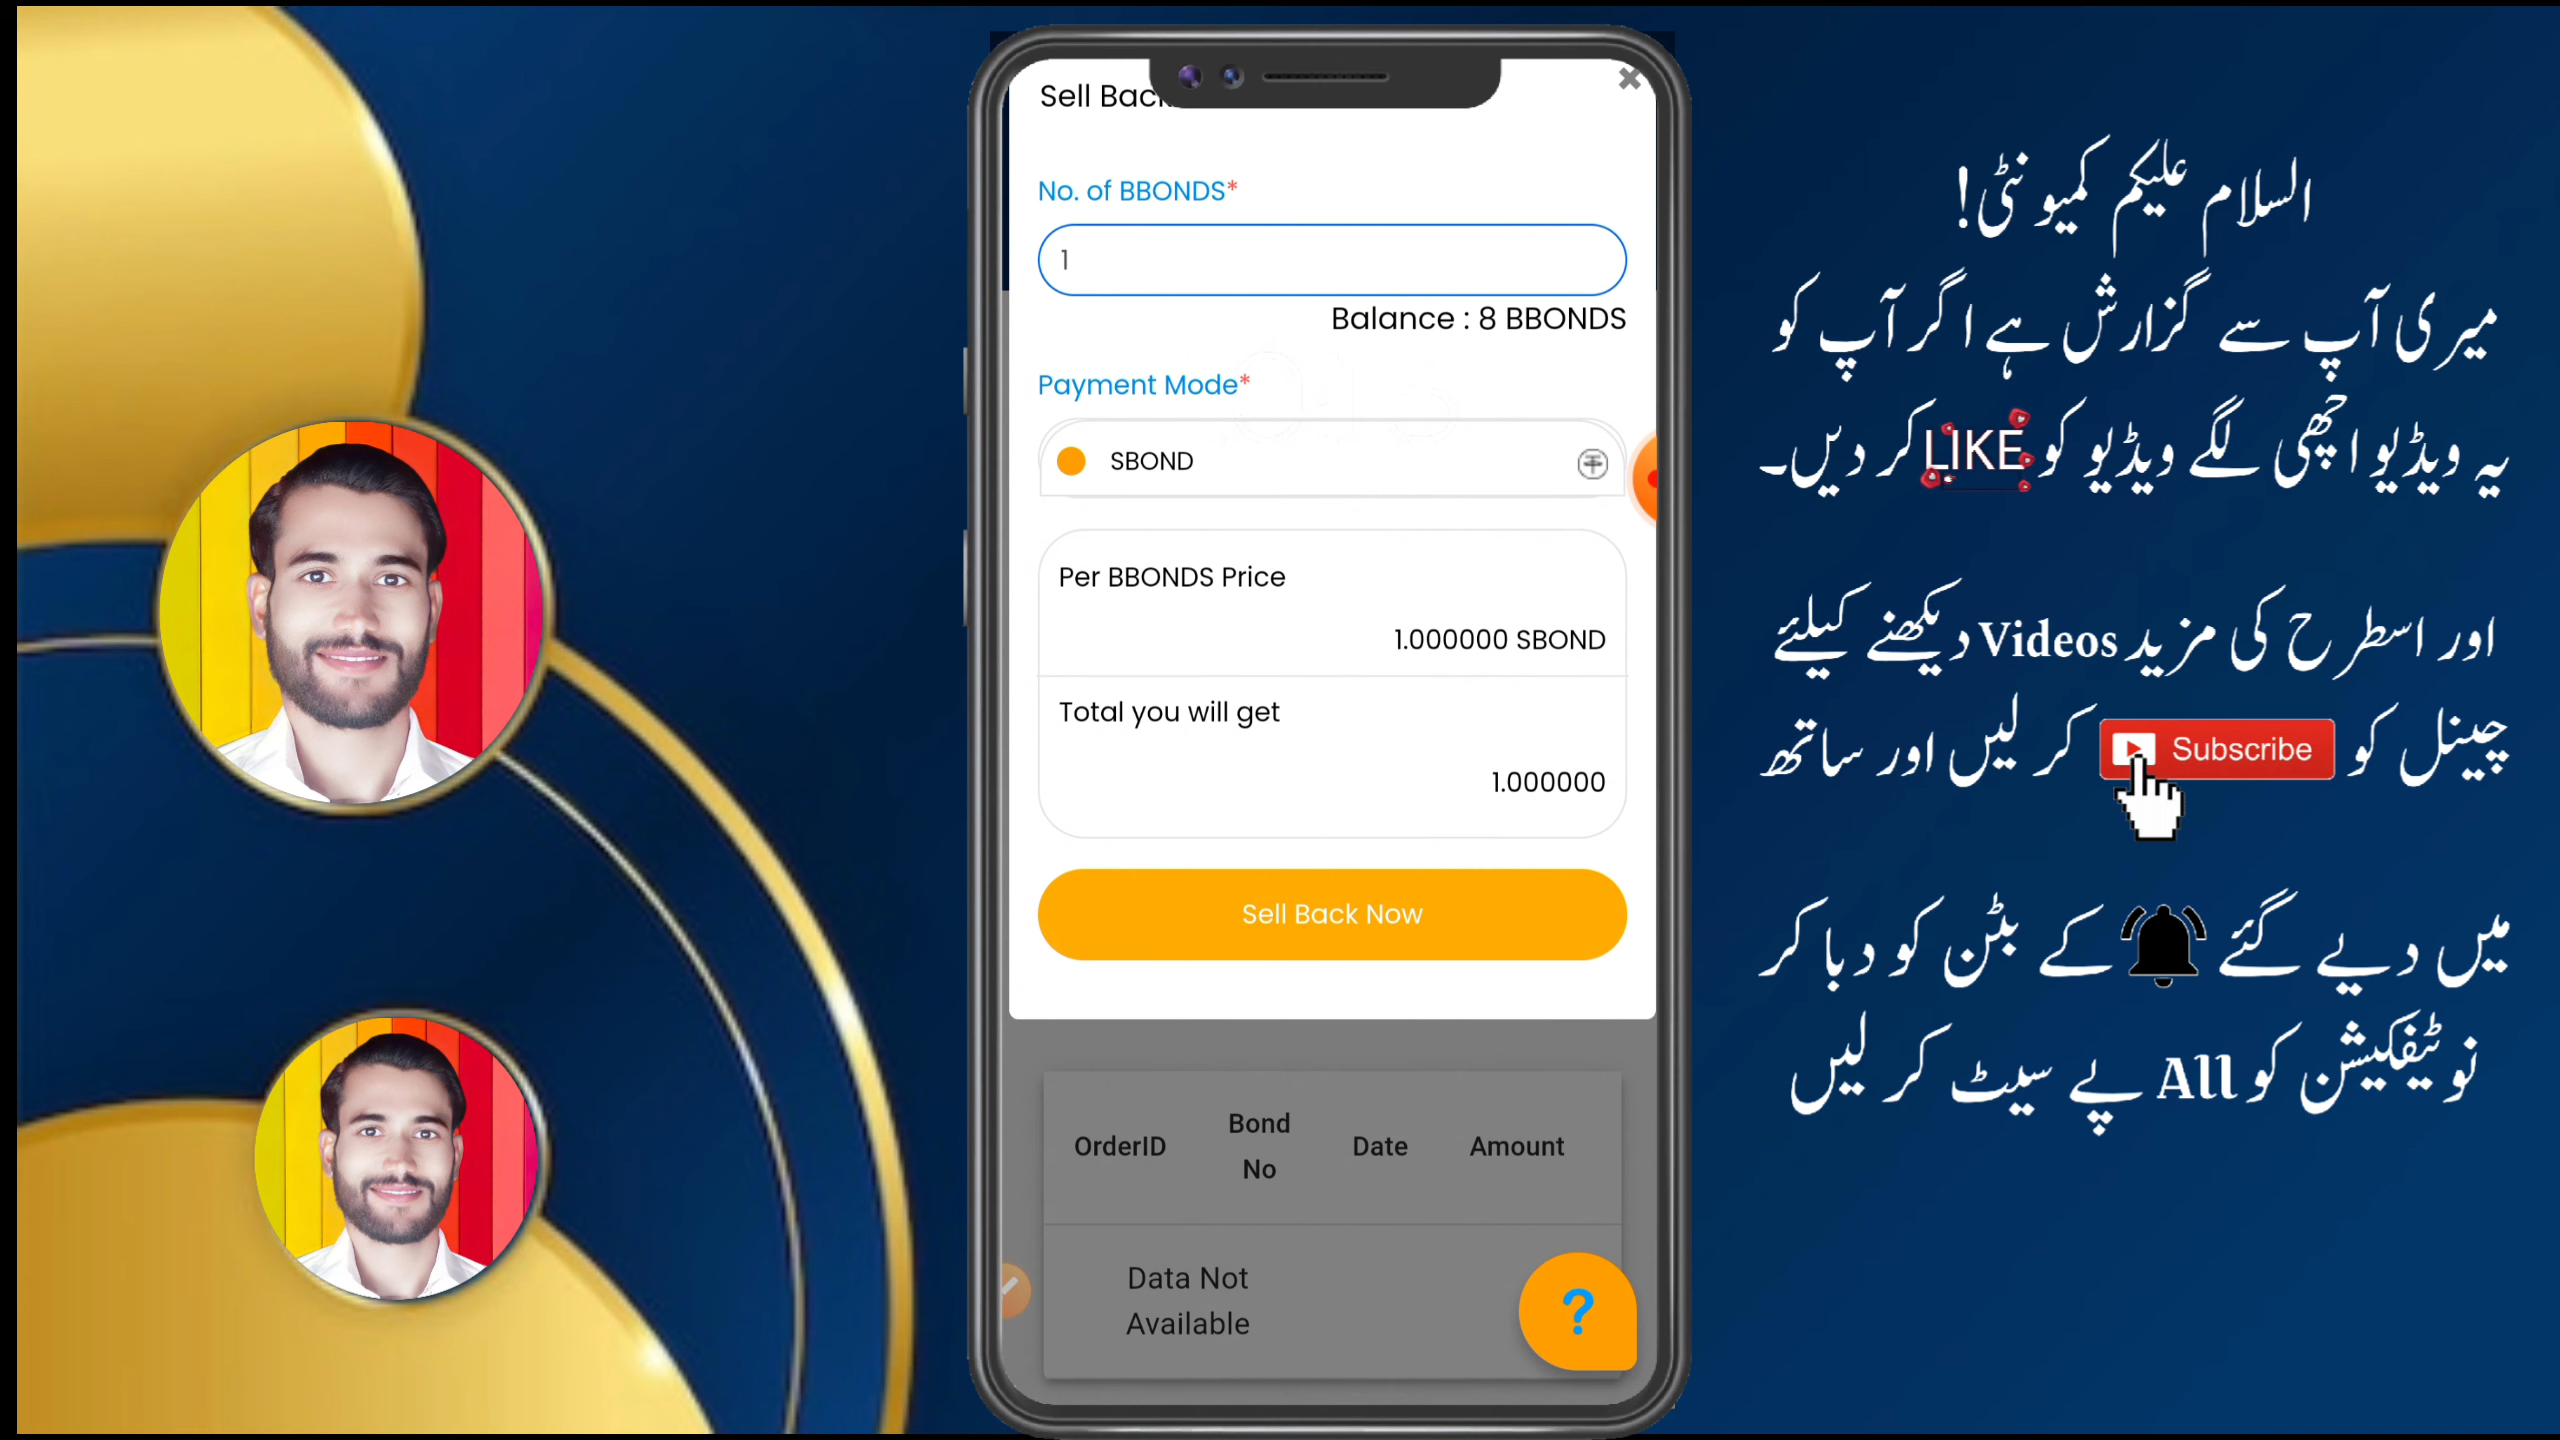 Sell Back
No. of BBONDS*
1
Balance : 8 BBONDS
Payment Mode*
SBOND
Per BBONDS Price
1.000000 SBOND
Total you will get
1.000000
Sell Back Now
OrderID Bond No Date Amount
Data Not
Available
?
السلام علیکم کمیونٹی!
میری آپ سے گزارش ہے اگر آپ کو
یہ ویڈیو اچھی لگے ویڈیو کو LIKE کر دیں۔
اور اسطرح کی مزید Videos دیکھنے کیلئے
چینل کو Subscribe کر لیں اور ساتھ
میں دیے گئے کے بٹن کو دبا کر
نوٹیفکیشن کو All پے سیٹ کر لیں